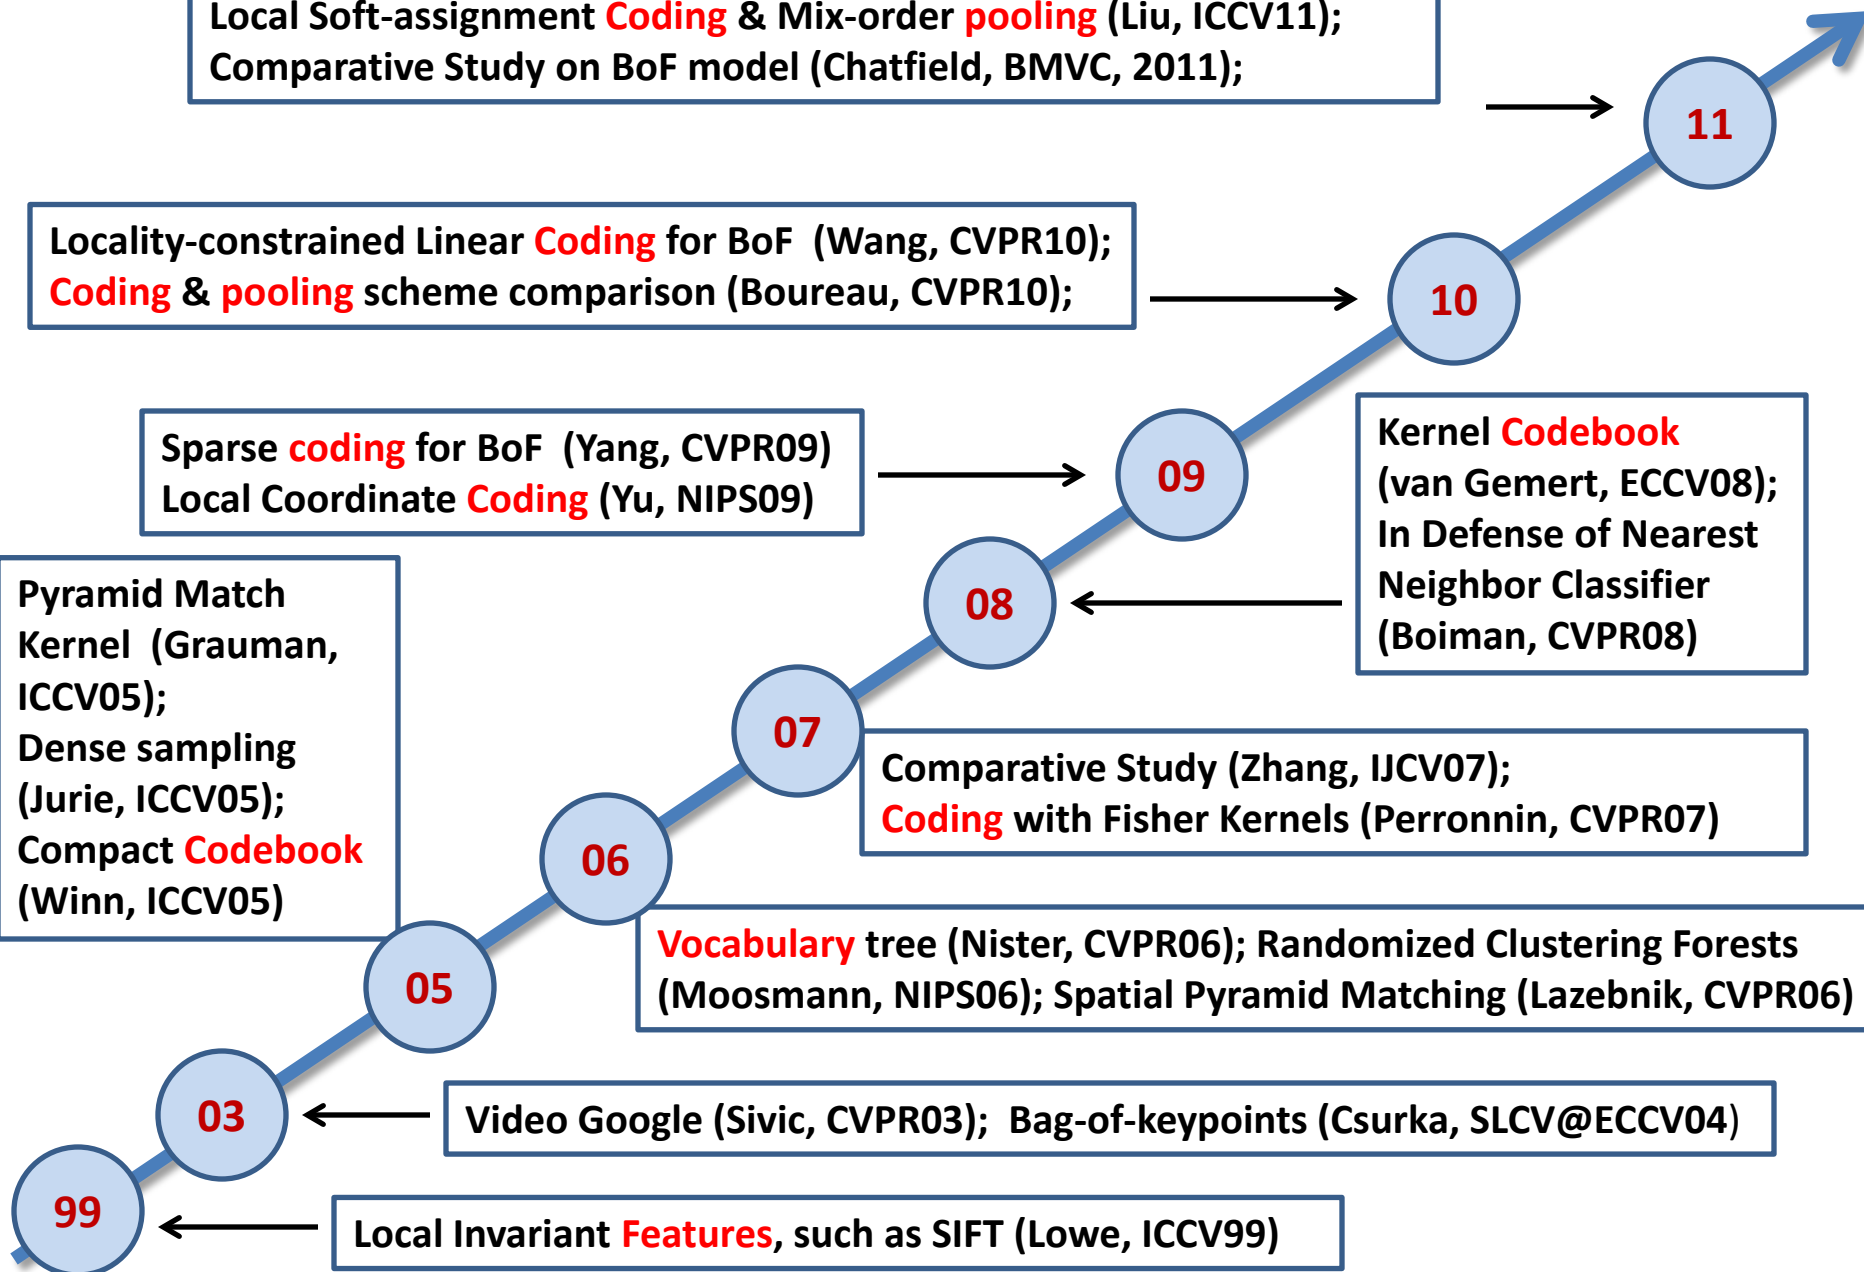 Local Soft-assignment Coding & Mix-order pooling (Liu, ICCV11);
Comparative Study on BoF model (Chatfield, BMVC, 2011);
11
Locality-constrained Linear Coding for BoF (Wang, CVPR10);
Coding & pooling scheme comparison (Boureau, CVPR10);
10
Sparse coding for BoF (Yang, CVPR09)
Local Coordinate Coding (Yu, NIPS09)
09
Kernel Codebook
(van Gemert, ECCV08);
In Defense of Nearest
Neighbor Classifier
(Boiman, CVPR08)
08
Pyramid Match
Kernel (Grauman,
ICCV05);
Dense sampling
(Jurie, ICCV05);
Compact Codebook
(Winn, ICCV05)
07
Comparative Study (Zhang, IJCV07);
Coding with Fisher Kernels (Perronnin, CVPR07)
06
Vocabulary tree (Nister, CVPR06); Randomized Clustering Forests
(Moosmann, NIPS06); Spatial Pyramid Matching (Lazebnik, CVPR06)
05
03
Video Google (Sivic, CVPR03); Bag-of-keypoints (Csurka, SLCV@ECCV04)
99
Local Invariant Features, such as SIFT (Lowe, ICCV99)